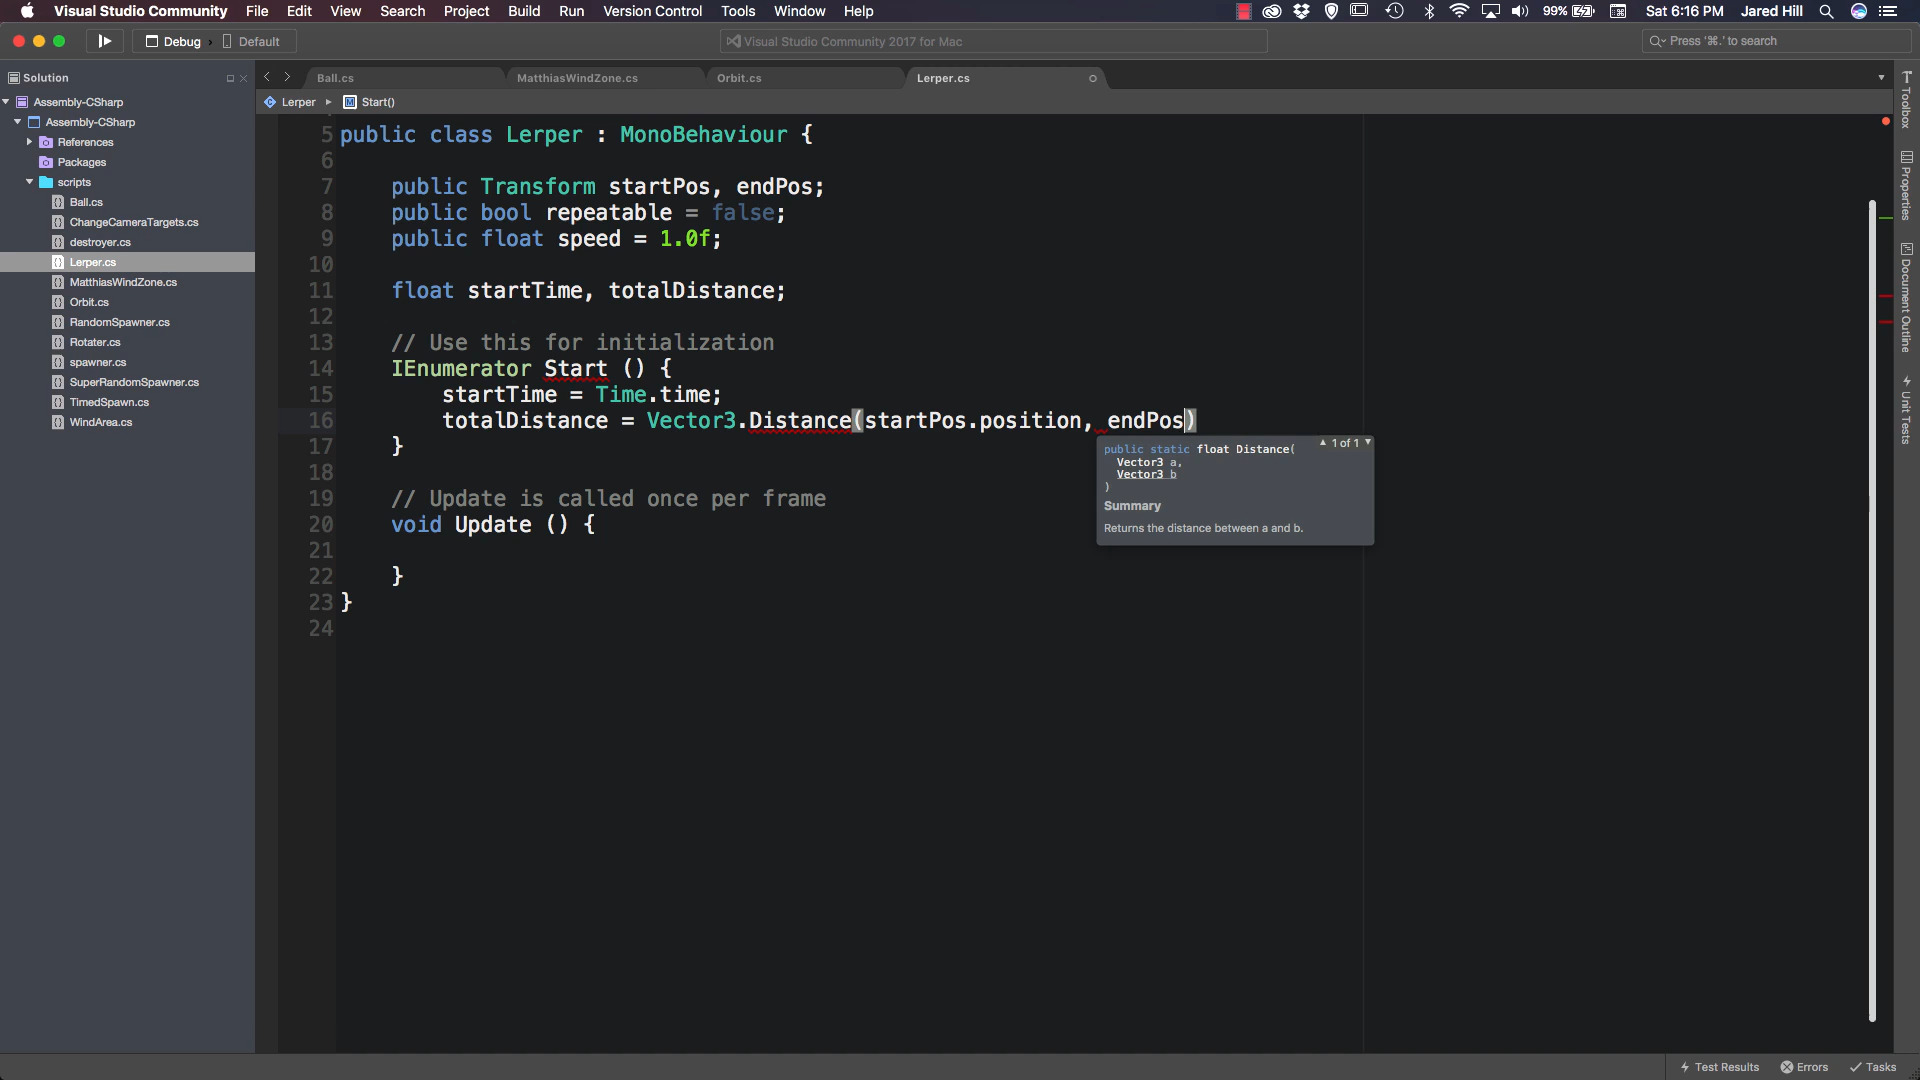 Visual Studio Community File Edit View Search Project Build Run Version Control Tools Window Help 99% Sat 6:16 PM Jared Hill
Debug › Default Visual Studio Community 2017 for Mac Press '⌘.' to search
Solution
Ball.cs MatthiasWindZone.cs Orbit.cs Lerper.cs
Assembly-CSharp
Assembly-CSharp
References
Packages
scripts
Ball.cs
ChangeCameraTargets.cs
destroyer.cs
Lerper.cs
MatthiasWindZone.cs
Orbit.cs
RandomSpawner.cs
Rotater.cs
spawner.cs
SuperRandomSpawner.cs
TimedSpawn.cs
WindArea.cs
Lerper ▸ Start()
5 public class Lerper : MonoBehaviour {
6
7 public Transform startPos, endPos;
8 public bool repeatable = false;
9 public float speed = 1.0f;
10
11 float startTime, totalDistance;
12
13 // Use this for initialization
14 IEnumerator Start () {
15 startTime = Time.time;
16 totalDistance = Vector3.Distance(startPos.position, endPos)
17 }
18
19 // Update is called once per frame
20 void Update () {
21
22 }
23 }
24
public static float Distance( ▲ 1 of 1 ▼
Vector3 a,
Vector3 b
)
Summary
Returns the distance between a and b.
Toolbox
Properties
Document Outline
Unit Tests
Test Results Errors Tasks